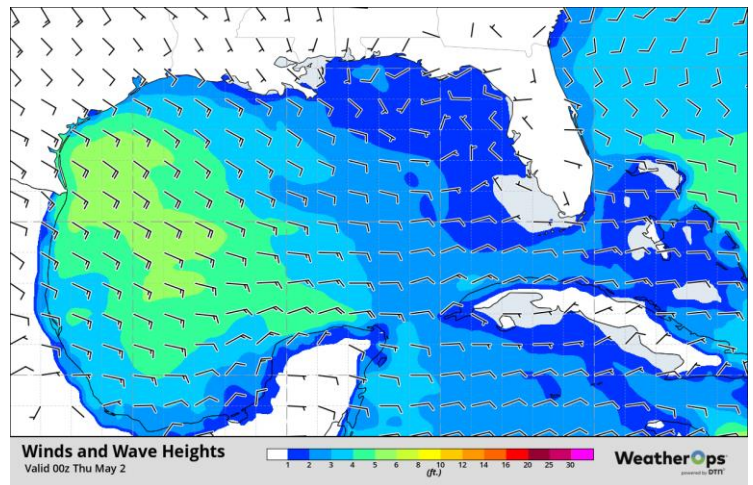 Winds and Wave Heights
Valid 00z Thu May 2
1 2 3 4 5 6 8 10 12 14 16 20 25 30
(ft.)
WeatherOps
powered by DTN